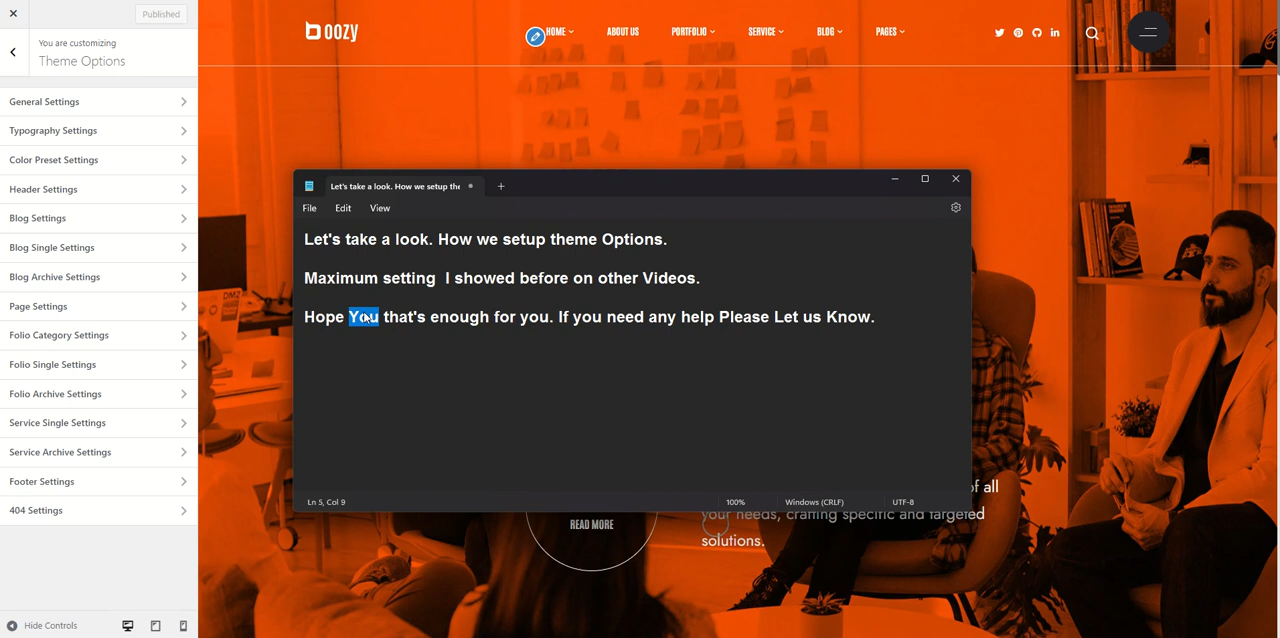 Published
You are customizing
Theme Options
General Settings
Typography Settings
Color Preset Settings
Header Settings
Blog Settings
Blog Single Settings
Blog Archive Settings
Page Settings
Folio Category Settings
Folio Single Settings
Folio Archive Settings
Service Single Settings
Service Archive Settings
Footer Settings
404 Settings
Hide Controls
oozy
HOME
ABOUT US
PORTFOLIO
SERVICE
BLOG
PAGES
Let's take a look. How we setup the
File Edit View
Let's take a look. How we setup theme Options.
Maximum setting  I showed before on other Videos.
Hope You that's enough for you. If you need any help Please Let us Know.
Ln 5, Col 9
100%
Windows (CRLF)
UTF-8
READ MORE
of all
your needs, crafting specific and targeted
solutions.